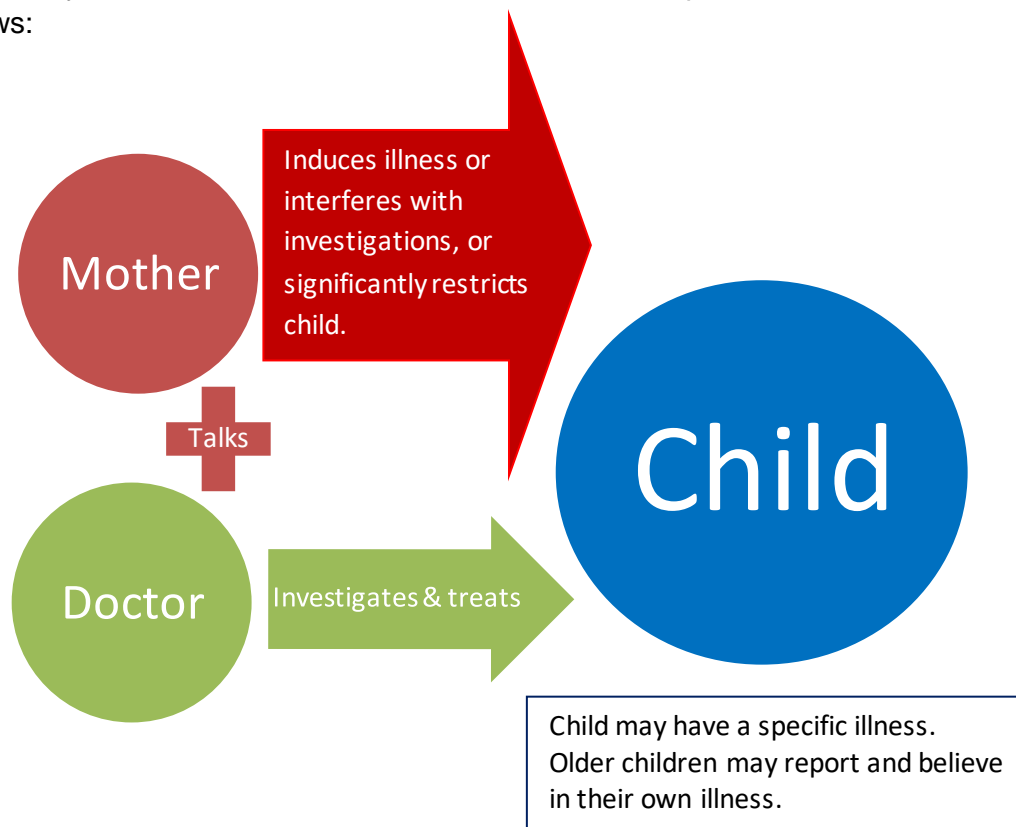 ws:
Induces illness or
interferes with
investigations, or
significantly restricts
child.
Mother
Talks
Child
Doctor
Investigates & treats
Child may have a specific illness.
Older children may report and believe
in their own illness.